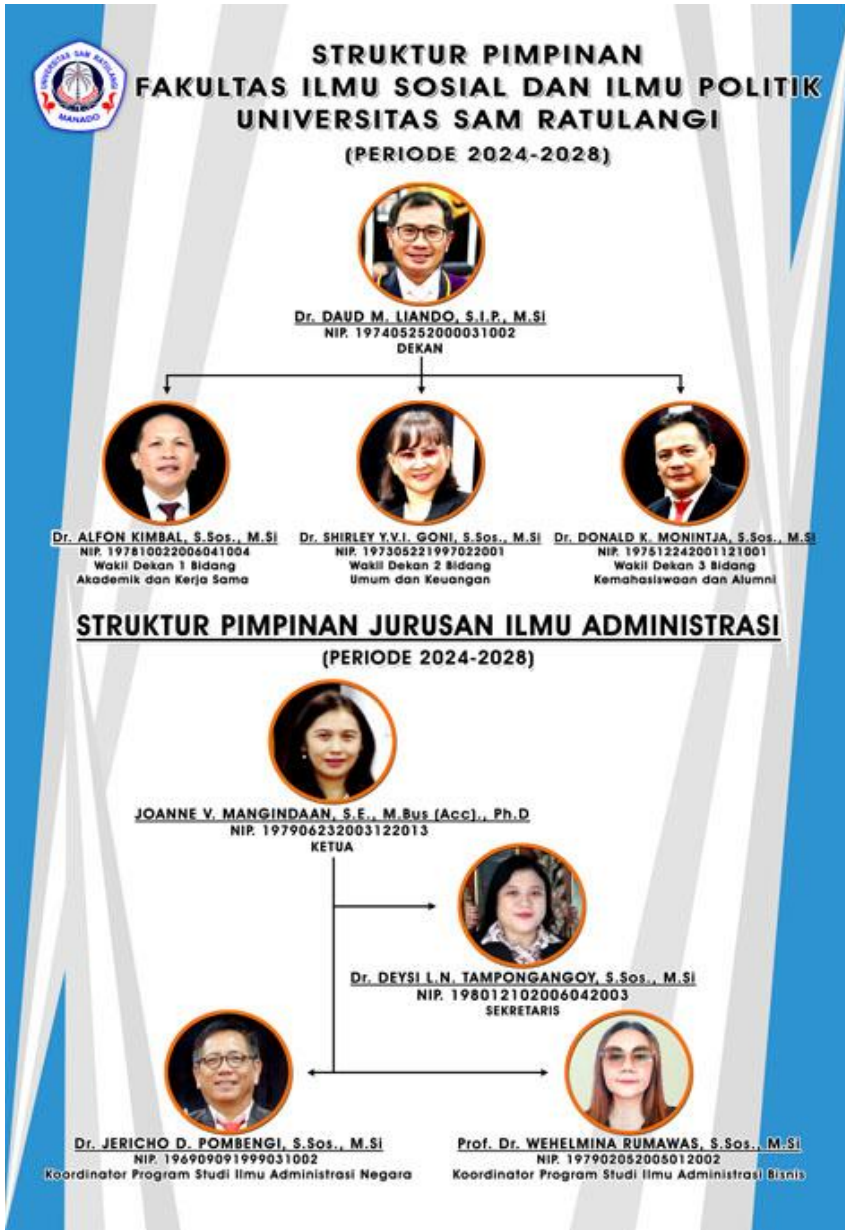 UNIVERSITAS SAM RATULANGI
MANADO
STRUKTUR PIMPINAN
FAKULTAS ILMU SOSIAL DAN ILMU POLITIK
UNIVERSITAS SAM RATULANGI
(PERIODE 2024-2028)
Dr. DAUD M. LIANDO, S.I.P., M.Si
NIP. 197405252000031002
DEKAN
Dr. ALFON KIMBAL, S.Sos., M.Si
NIP. 197810022006041004
Wakil Dekan 1 Bidang
Akademik dan Kerja Sama
Dr. SHIRLEY Y.V.I. GONI, S.Sos., M.Si
NIP. 197305221997022001
Wakil Dekan 2 Bidang
Umum dan Keuangan
Dr. DONALD K. MONINTJA, S.Sos., M.Si
NIP. 197512242001121001
Wakil Dekan 3 Bidang
Kemahasiswaan dan Alumni
STRUKTUR PIMPINAN JURUSAN ILMU ADMINISTRASI
(PERIODE 2024-2028)
JOANNE V. MANGINDAAN, S.E., M.Bus (Acc)., Ph.D
NIP. 197906232003122013
KETUA
Dr. DEYSI L.N. TAMPONGANGOY, S.Sos., M.Si
NIP. 198012102006042003
SEKRETARIS
Dr. JERICHO D. POMBENGI, S.Sos., M.Si
NIP. 196909091999031002
Koordinator Program Studi Ilmu Administrasi Negara
Prof. Dr. WEHELMINA RUMAWAS, S.Sos., M.Si
NIP. 197902052005012002
Koordinator Program Studi Ilmu Administrasi Bisnis